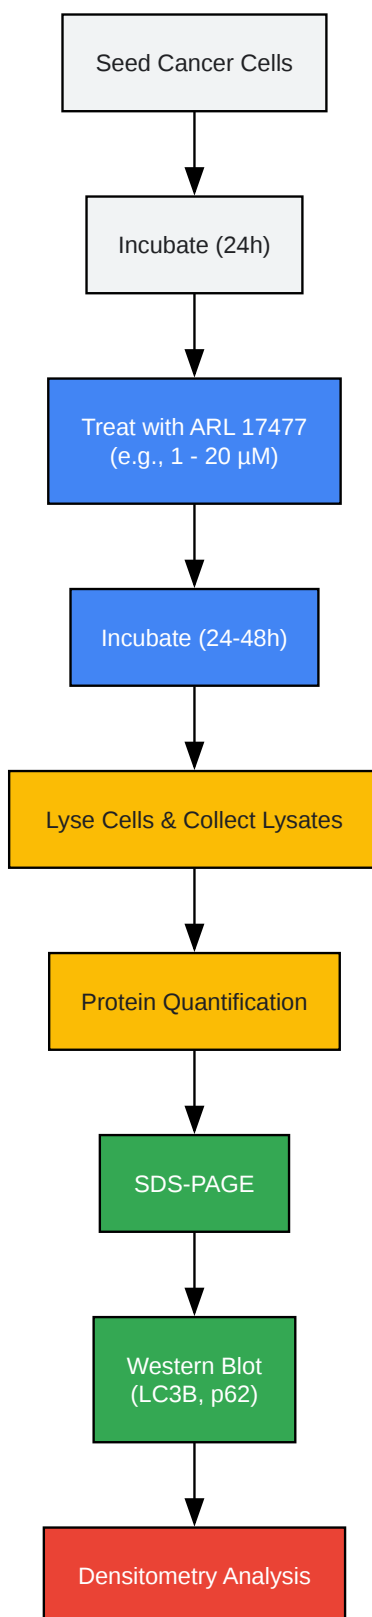 Seed Cancer Cells
Incubate (24h)
Treat with ARL 17477
(e.g., 1 - 20 µM)
Incubate (24-48h)
Lyse Cells & Collect Lysates
Protein Quantification
SDS-PAGE
Western Blot
(LC3B, p62)
Densitometry Analysis